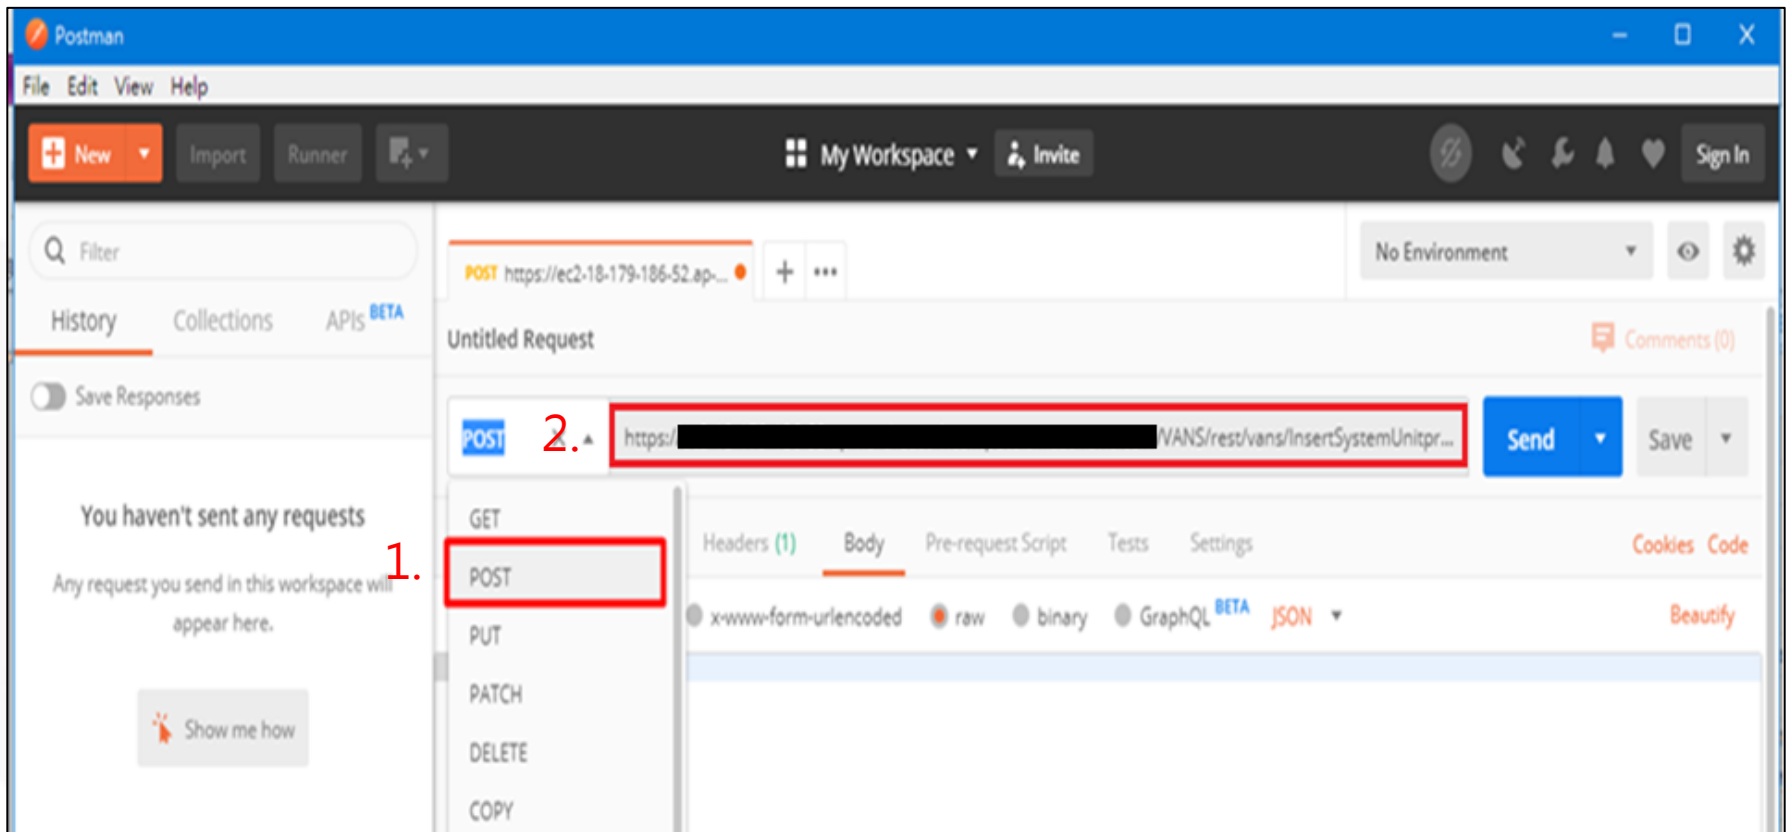 Postman
File Edit View Help
New Import Runner My Workspace Invite Sign In
Filter
POST https://ec2-18-179-186-52.ap-... + ••• No Environment
History Collections APIs BETA
Untitled Request Comments (0)
Save Responses
POST 2. X https:/ /VANS/rest/vans/InsertSystemUnitpr... Send Save
You haven't sent any requests
Any request you send in this workspace will
appear here.
Show me how
1.
GET
POST
PUT
PATCH
DELETE
COPY
Headers (1) Body Pre-request Script Tests Settings Cookies Code
x-www-form-urlencoded raw binary GraphQL BETA JSON Beautify